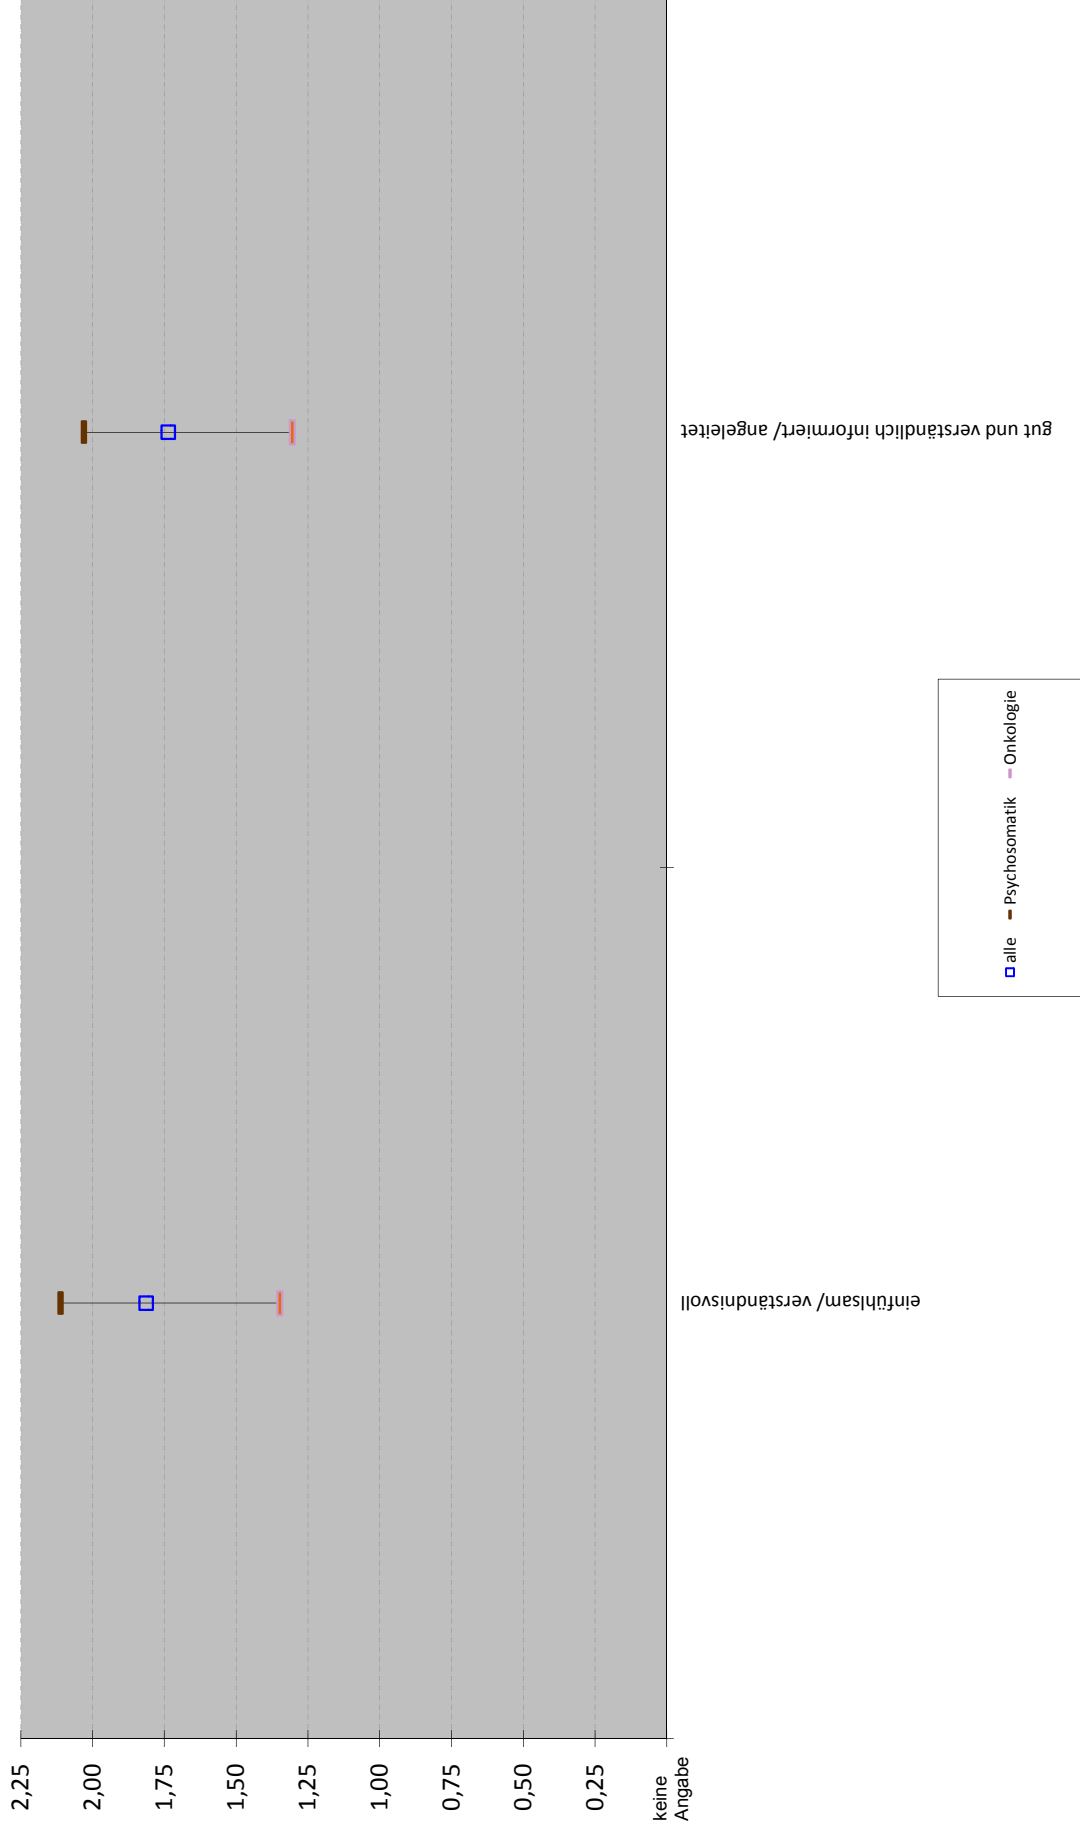 2,25
2,00
1,75
1,50
1,25
1,00
0,75
0,50
0,25
keine
Angabe
einfühlsam/ verständnisvoll
gut und verständlich informiert/ angeleitet
alle
Psychosomatik
Onkologie